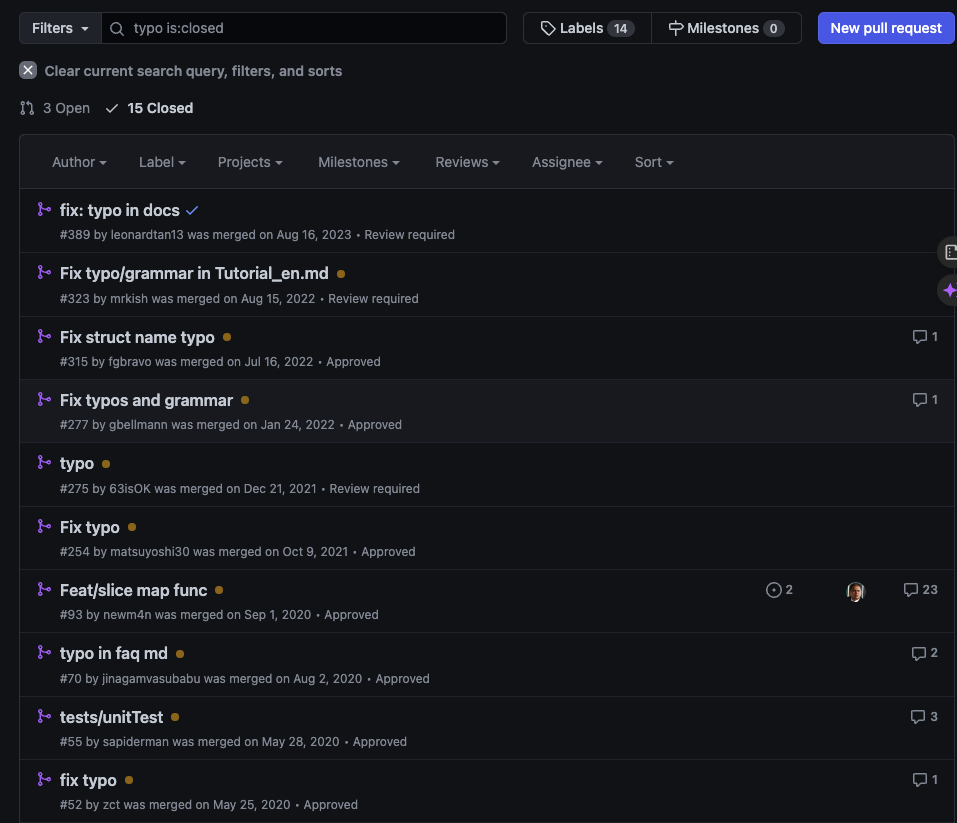 Filters typo is:closed Labels 14 Milestones 0 New pull request
Clear current search query, filters, and sorts
3 Open 15 Closed
Author Label Projects Milestones Reviews Assignee Sort
fix: typo in docs
#389 by leonardtan13 was merged on Aug 16, 2023 • Review required
Fix typo/grammar in Tutorial_en.md
#323 by mrkish was merged on Aug 15, 2022 • Review required
Fix struct name typo 1
#315 by fgbravo was merged on Jul 16, 2022 • Approved
Fix typos and grammar 1
#277 by gbellmann was merged on Jan 24, 2022 • Approved
typo
#275 by 63isOK was merged on Dec 21, 2021 • Review required
Fix typo
#254 by matsuyoshi30 was merged on Oct 9, 2021 • Approved
Feat/slice map func 2 23
#93 by newm4n was merged on Sep 1, 2020 • Approved
typo in faq md 2
#70 by jinagamvasubabu was merged on Aug 2, 2020 • Approved
tests/unitTest 3
#55 by sapiderman was merged on May 28, 2020 • Approved
fix typo 1
#52 by zct was merged on May 25, 2020 • Approved